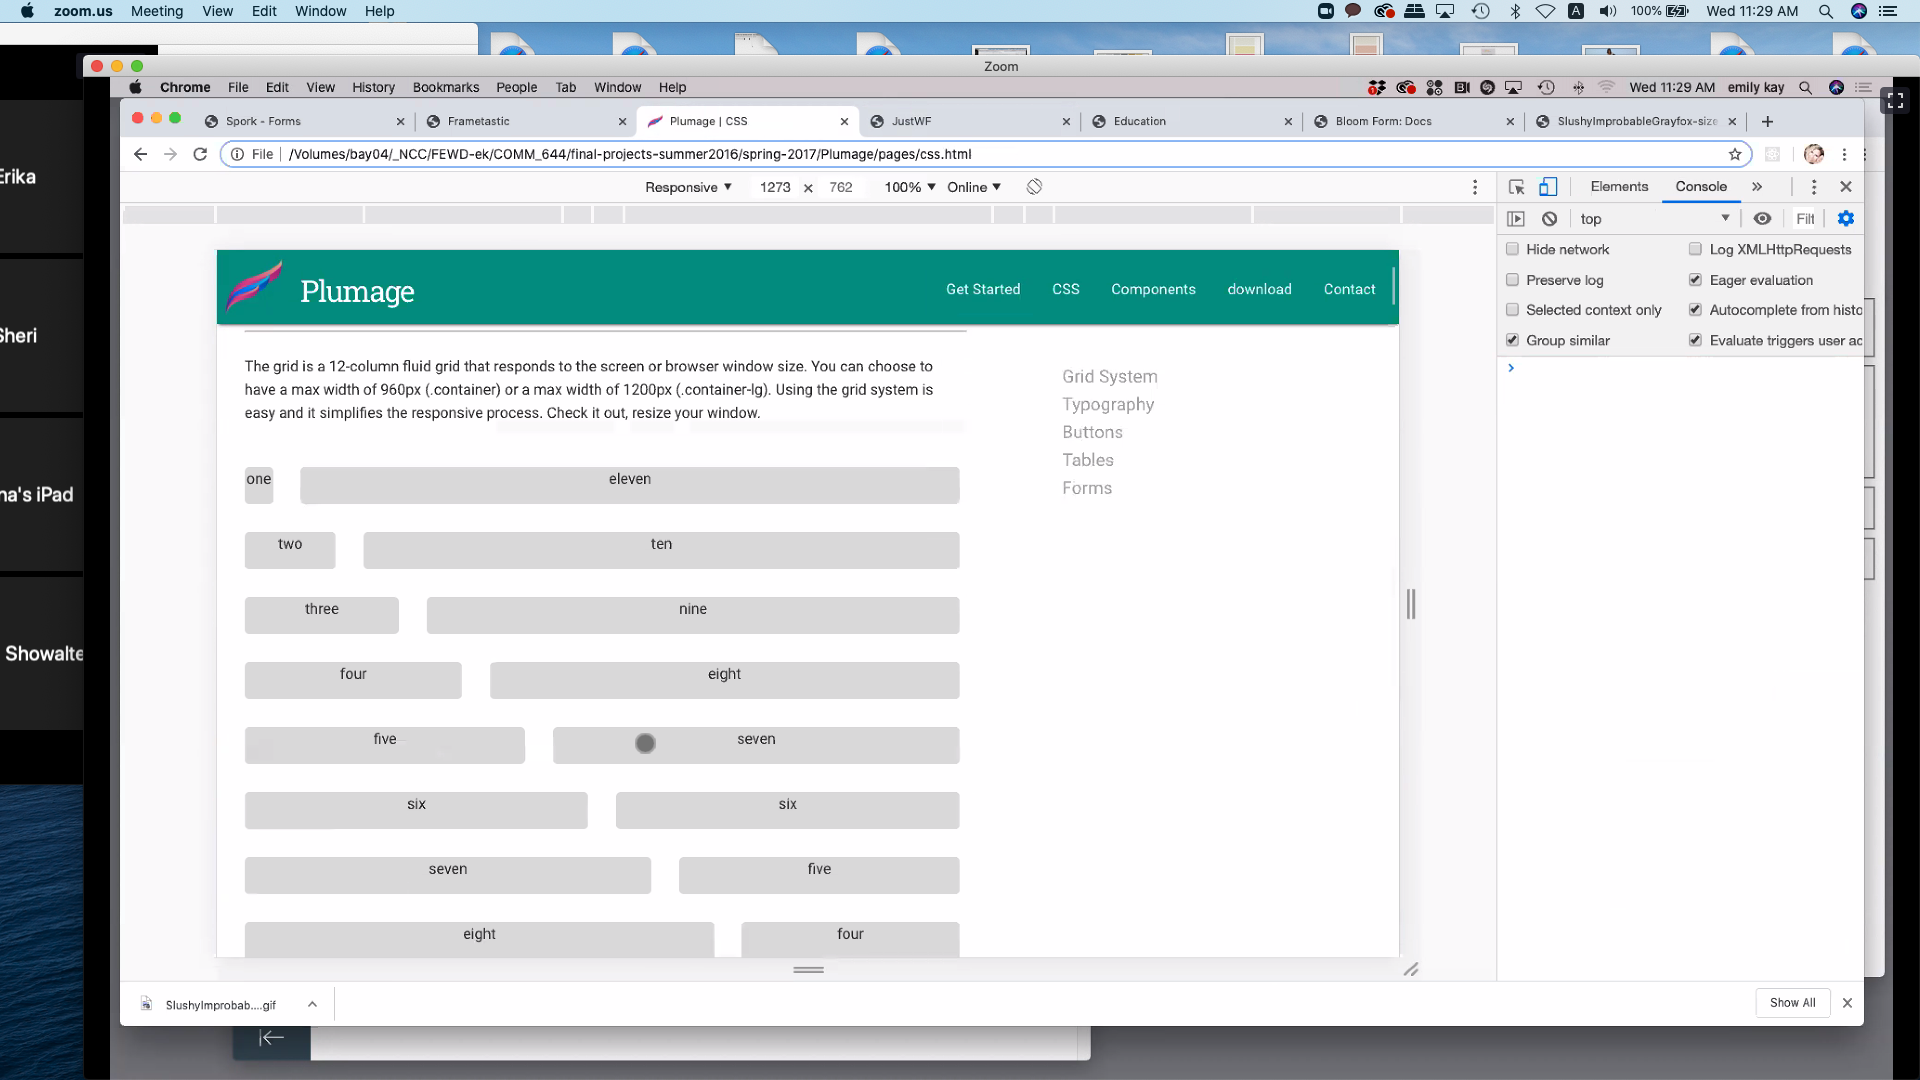 zoom.us Meeting View Edit Window Help
A 100% Wed 11:29 AM
Zoom
Chrome File Edit View History Bookmarks People Tab Window Help
Wed 11:29 AM emily kay
Spork - Forms
Frametastic
Plumage | CSS
JustWF
Education
Bloom Form: Docs
SlushyImprobableGrayfox-size
File /Volumes/bay04/_NCC/FEWD-ek/COMM_644/final-projects-summer2016/spring-2017/Plumage/pages/css.html
Responsive 1273 × 762 100% Online
Elements Console »
top Filt
Hide network
Log XMLHttpRequests
Preserve log
Eager evaluation
Selected context only
Autocomplete from histo
Group similar
Evaluate triggers user ac
Plumage
Get Started CSS Components download Contact
The grid is a 12-column fluid grid that responds to the screen or browser window size. You can choose to
have a max width of 960px (.container) or a max width of 1200px (.container-lg). Using the grid system is
easy and it simplifies the responsive process. Check it out, resize your window.
Grid System
Typography
Buttons
Tables
Forms
one eleven
two ten
three nine
four eight
five seven
six six
seven five
eight four
Erika
Sheri
na's iPad
Showalte
SlushyImprobab....gif
Show All